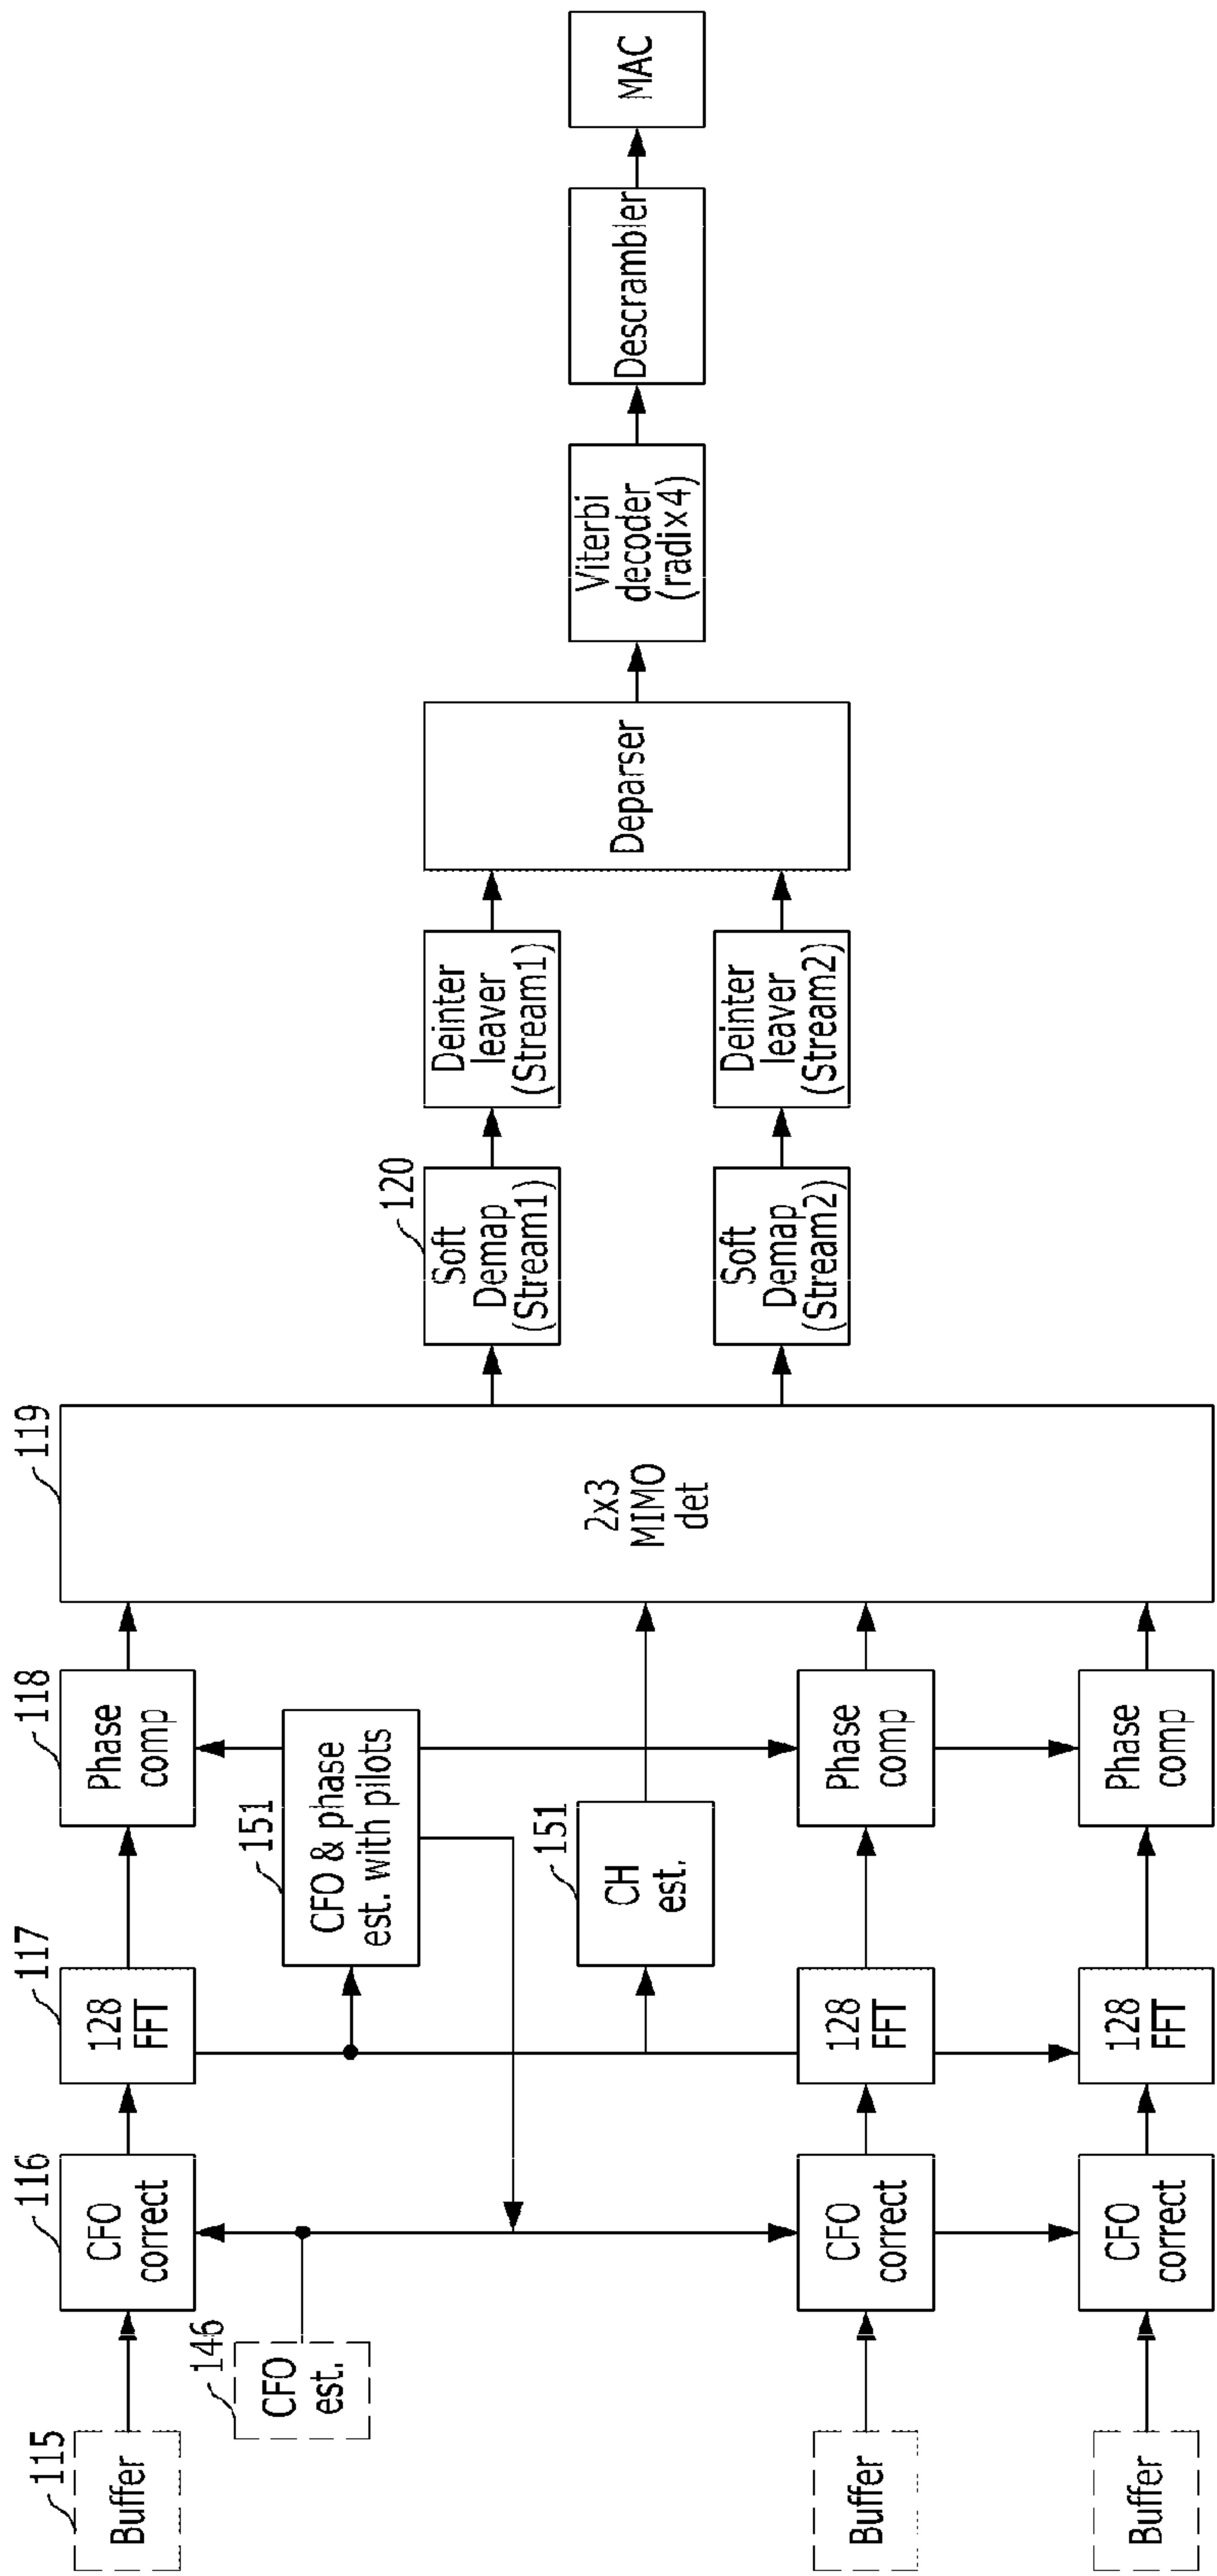 115
Buffer
146
CFO
est.
116
CFO
correct
117
128
FFT
118
Phase
comp
151
CFO & phase
est. with pilots
151
CH
est.
Buffer
CFO
correct
128
FFT
Phase
comp
Buffer
CFO
correct
128
FFT
Phase
comp
119
2x3
MIMO
det
120
Soft
Demap
(Stream1)
Deinter
leaver
(Stream1)
Soft
Demap
(Stream2)
Deinter
leaver
(Stream2)
Deparser
Viterbi
decoder
(radi×4)
Descrambler
MAC